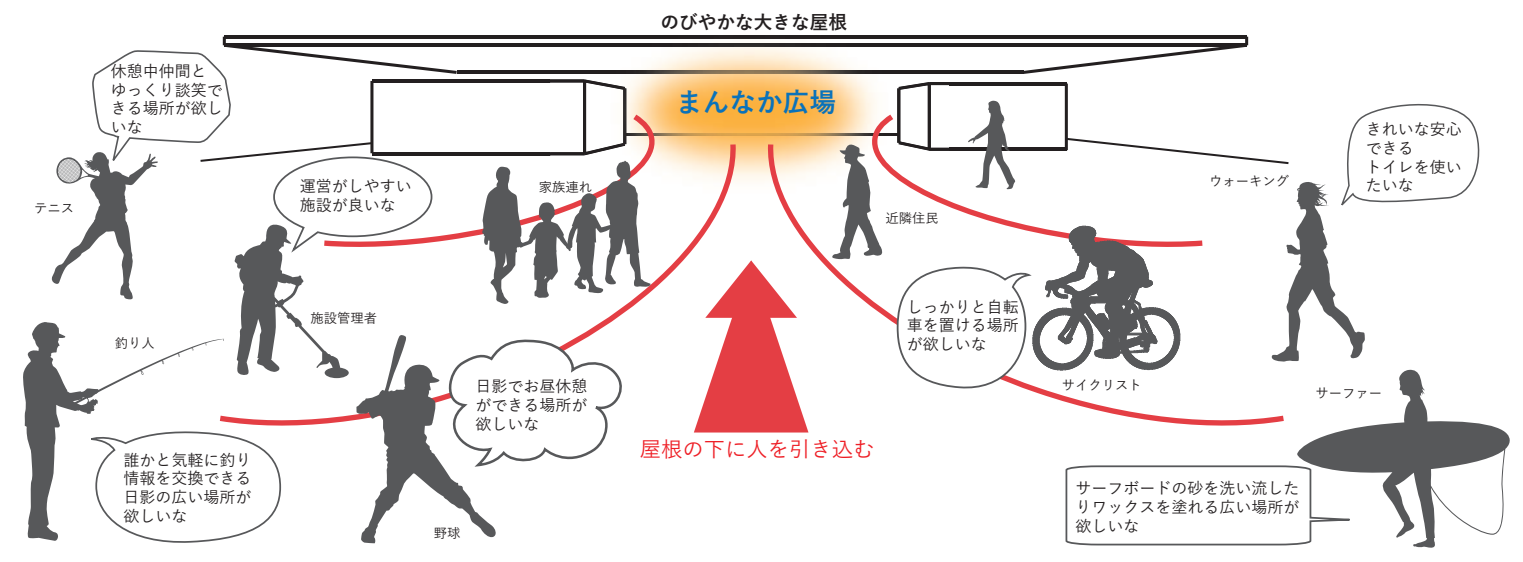 のびやかな大きな屋根
まんなか広場
休憩中仲間と
ゆっくり談笑で
きる場所が欲し
いな
テニス
運営がしやすい
施設が良いな
施設管理者
家族連れ
近隣住民
ウォーキング
きれいな安心
できる
トイレを使い
たいな
釣り人
誰かと気軽に釣り
情報を交換できる
日影の広い場所が
欲しいな
日影でお昼休憩
ができる場所が
欲しいな
野球
屋根の下に人を引き込む
しっかりと自転
車を置ける場所
が欲しいな
サイクリスト
サーファー
サーフボードの砂を洗い流した
りワックスを塗れる広い場所が
欲しいな